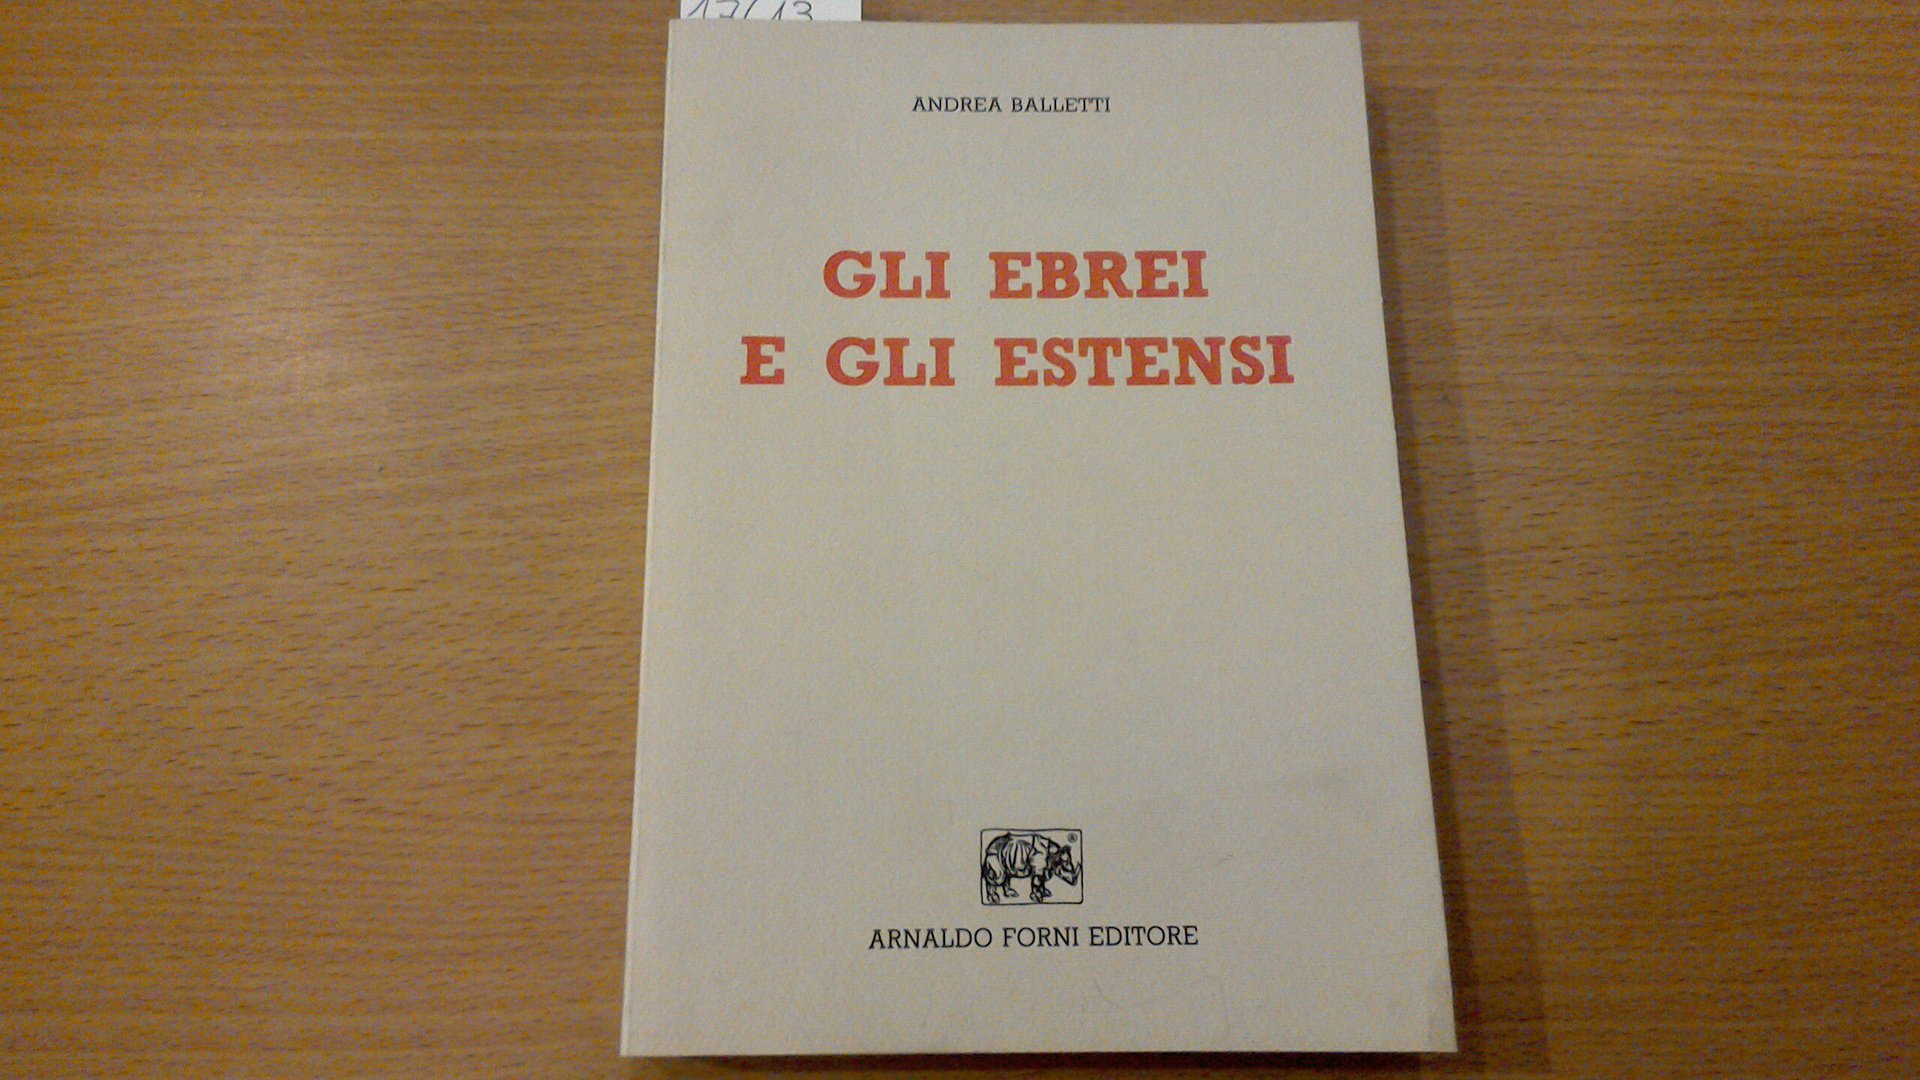 ANDREA BALLETTI
GLI EBREI
E GLI ESTENSI
®
ARNALDO FORNI EDITORE